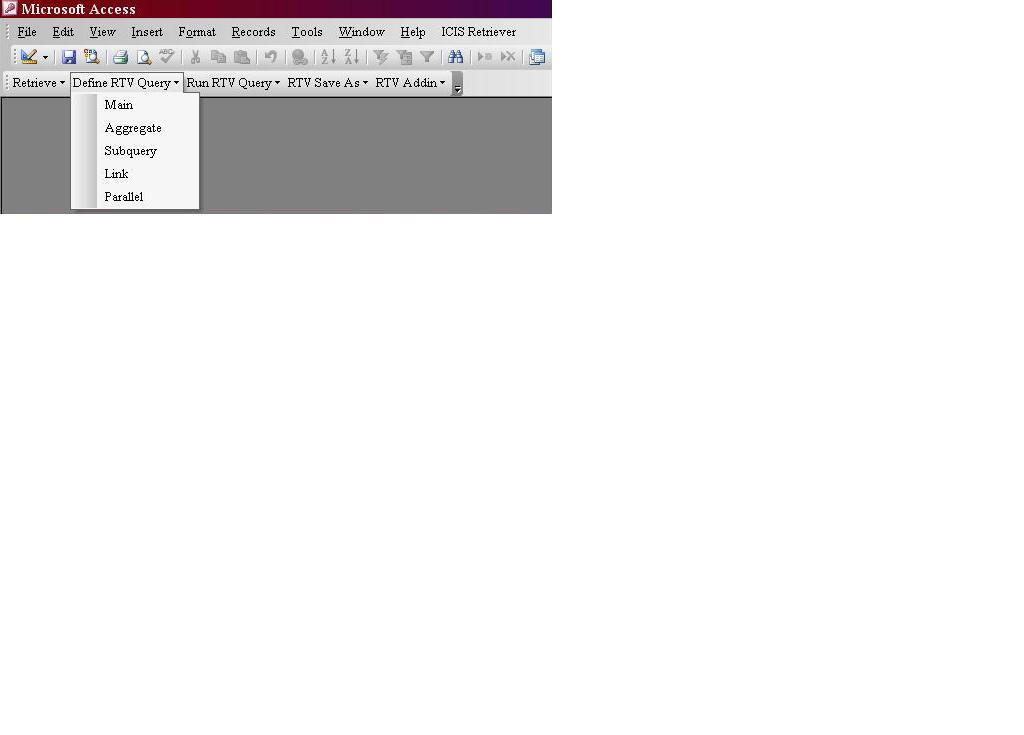 Microsoft Access
File Edit View Insert Format Records Tools Window Help ICIS Retriever
Retrieve Define RTV Query Run RTV Query RTV Save As RTV Addin
Main
Aggregate
Subquery
Link
Parallel